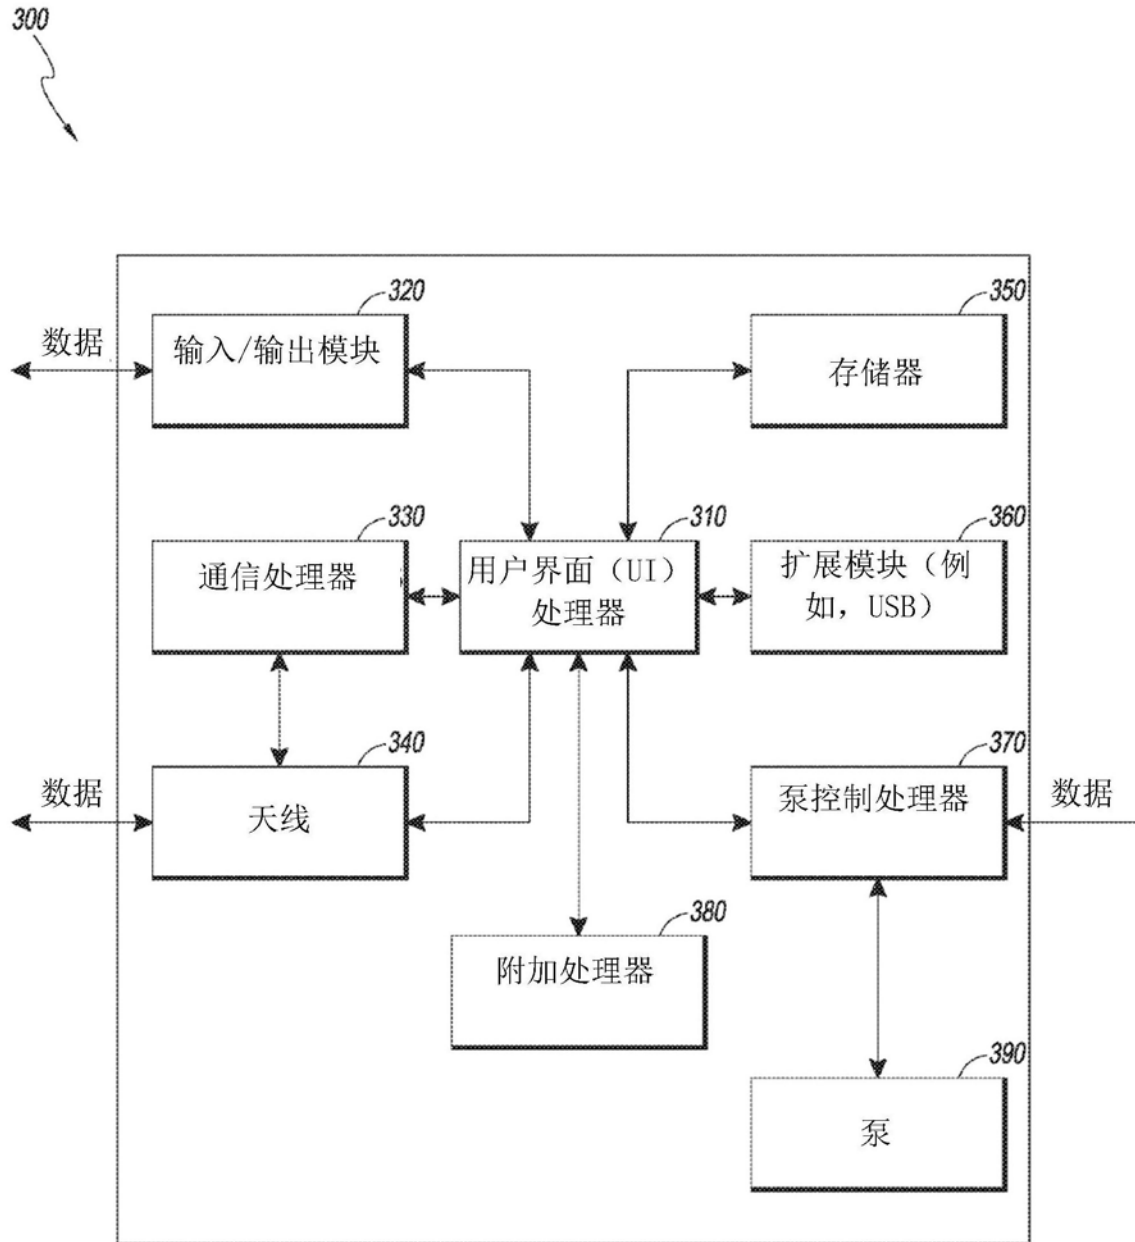 300
320
350
数据
输入/输出模块
存储器
330
310
360
通信处理器
用户界面（UI）
处理器
扩展模块（例
如，USB）
340
370
数据
天线
泵控制处理器
数据
380
附加处理器
390
泵